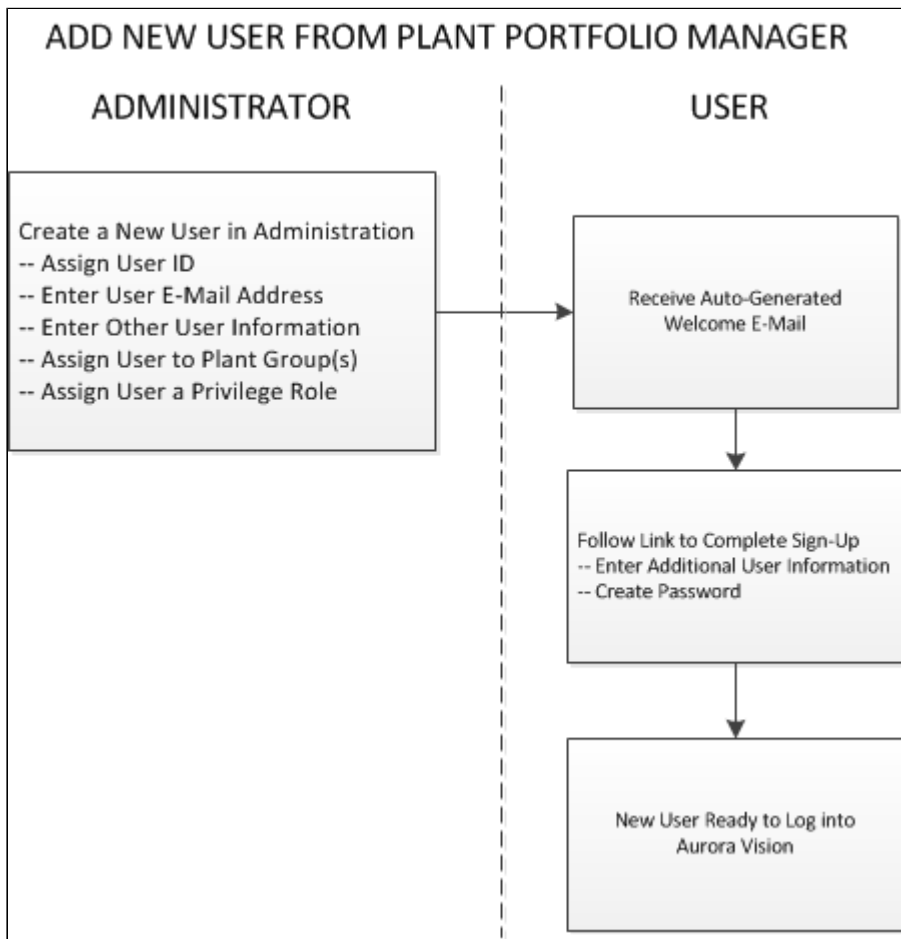 ADD NEW USER FROM PLANT PORTFOLIO MANAGER
ADMINISTRATOR
USER
Create a New User in Administration
-- Assign User ID
-- Enter User E-Mail Address
-- Enter Other User Information
-- Assign User to Plant Group(s)
-- Assign User a Privilege Role
Receive Auto-Generated
Welcome E-Mail
Follow Link to Complete Sign-Up
-- Enter Additional User Information
-- Create Password
New User Ready to Log into
Aurora Vision